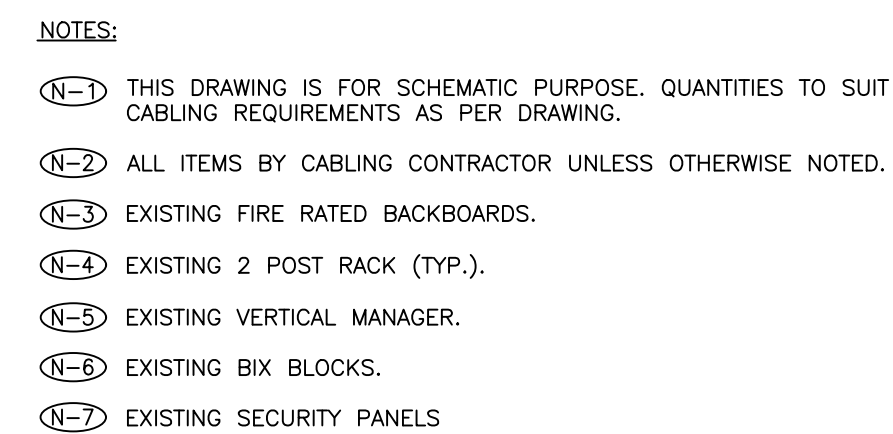 NOTES:
N-1 THIS DRAWING IS FOR SCHEMATIC PURPOSE. QUANTITIES TO SUIT
CABLING REQUIREMENTS AS PER DRAWING.
N-2 ALL ITEMS BY CABLING CONTRACTOR UNLESS OTHERWISE NOTED.
N-3 EXISTING FIRE RATED BACKBOARDS.
N-4 EXISTING 2 POST RACK (TYP.).
N-5 EXISTING VERTICAL MANAGER.
N-6 EXISTING BIX BLOCKS.
N-7 EXISTING SECURITY PANELS